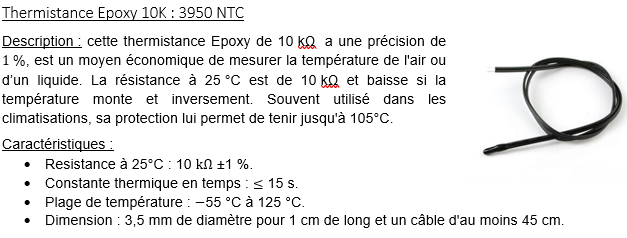 Thermistance Epoxy 10K : 3950 NTC
Description : cette thermistance Epoxy de 10 kΩ a une précision de
1 %, est un moyen économique de mesurer la température de l'air ou
d'un liquide. La résistance à 25 °C est de 10 kΩ et baisse si la
température monte et inversement. Souvent utilisé dans les
climatisations, sa protection lui permet de tenir jusqu'à 105°C.
Caractéristiques :
• Resistance à 25°C : 10 kΩ ±1 %.
• Constante thermique en temps : ≤ 15 s.
• Plage de température : −55 °C à 125 °C.
• Dimension : 3,5 mm de diamètre pour 1 cm de long et un câble d'au moins 45 cm.